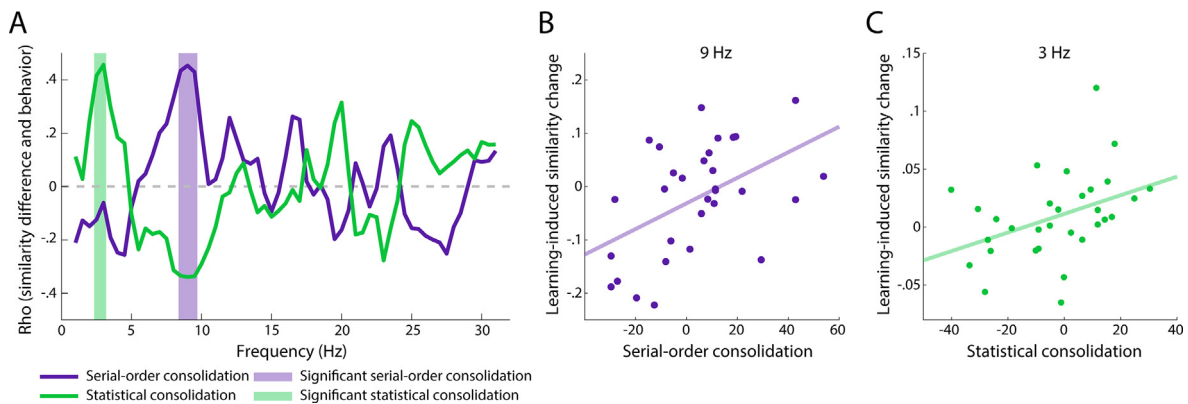 A
Rho (similarity difference and behavior)
.4
.2
0
-.2
-.4
0 5 10 15 20 25 30
Frequency (Hz)
Serial-order consolidation
Significant serial-order consolidation
Statistical consolidation
Significant statistical consolidation
B
9 Hz
Learning-induced similarity change
.2
.1
0
-.1
-.2
-20 0 20 40 60
Serial-order consolidation
C
3 Hz
Learning-induced similarity change
.15
.10
.05
0
-.05
-40 -20 0 20 40
Statistical consolidation